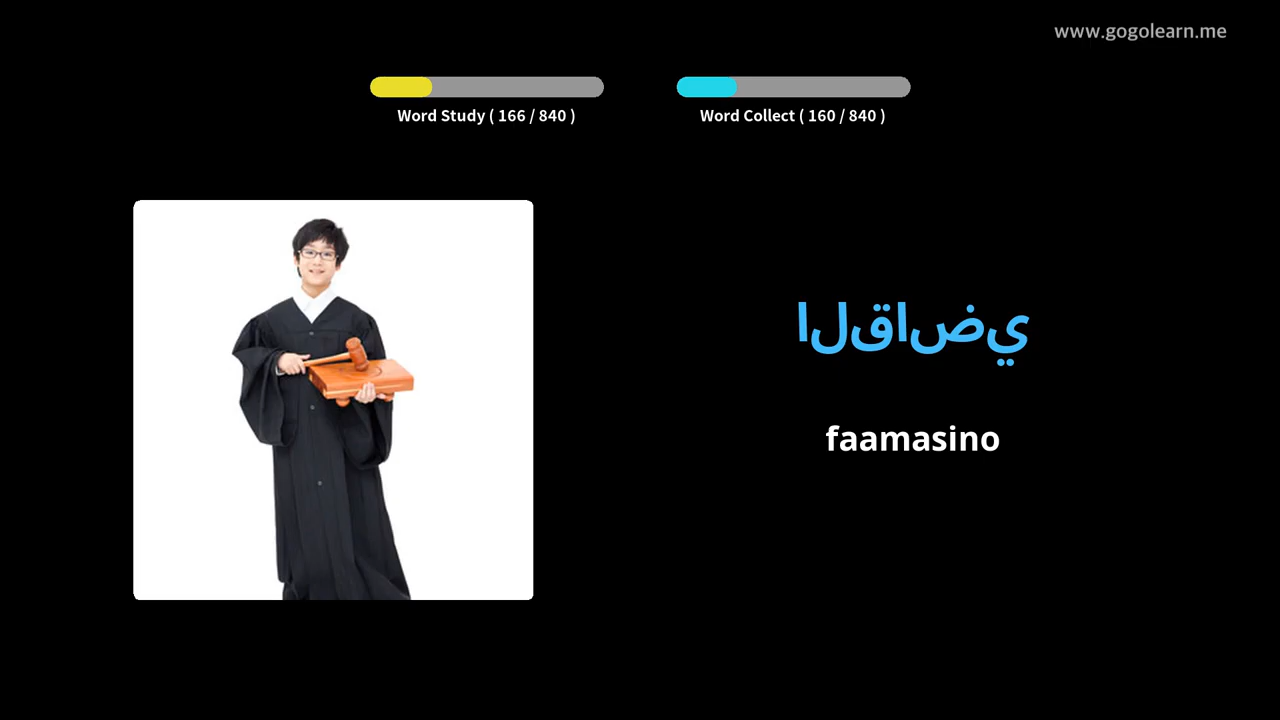 www.gogolearn.me
Word Study ( 166 / 840 )
Word Collect ( 160 / 840 )
القاضي
faamasino